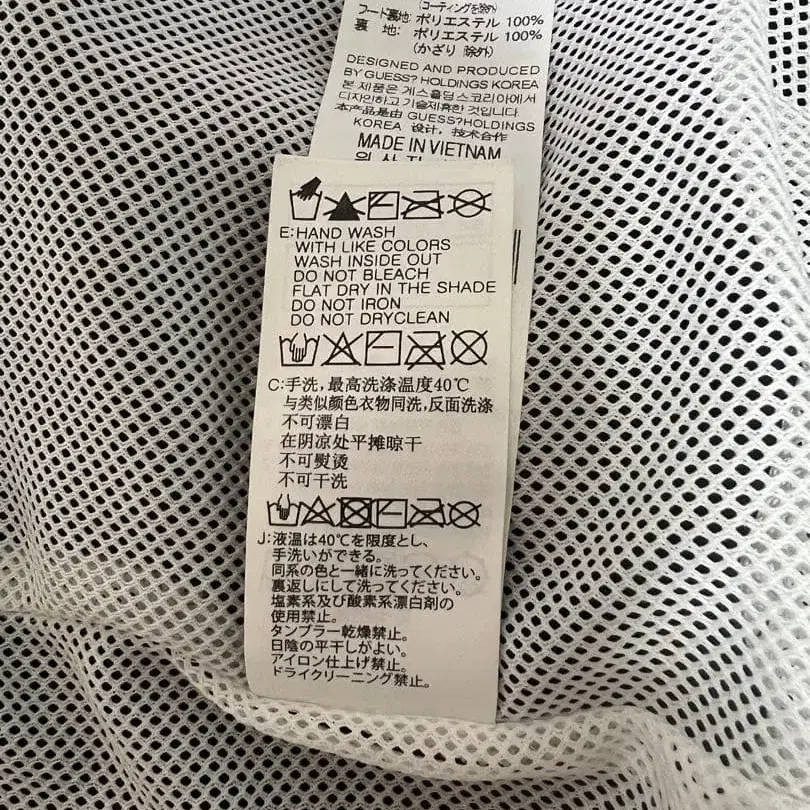 (コーティングを除外)
フード裏地: ポリエステル 100%
裏 地: ポリエステル 100%
(かざり 除外)
DESIGNED AND PRODUCED
BY GUESS? HOLDINGS KOREA
본 제품은 게스홀딩스코리아에서
디자인하고 기술제휴한 것입니다.
本产品是由 GUESS?HOLDINGS
KOREA 设计, 技术合作
MADE IN VIETNAM
E:HAND WASH
WITH LIKE COLORS
WASH INSIDE OUT
DO NOT BLEACH
FLAT DRY IN THE SHADE
DO NOT IRON
DO NOT DRYCLEAN
C:手洗,最高洗涤温度40℃
与类似颜色衣物同洗,反面洗涤
不可漂白
在阴凉处平摊晾干
不可熨烫
不可干洗
J:液温は40℃を限度とし、
手洗いができる。
同系の色と一緒に洗ってください。
裏返しにして洗ってください。
塩素系及び酸素系漂白剤の
使用禁止。
タンブラー乾燥禁止。
日陰の平干しがよい。
アイロン仕上げ禁止。
ドライクリーニング禁止。